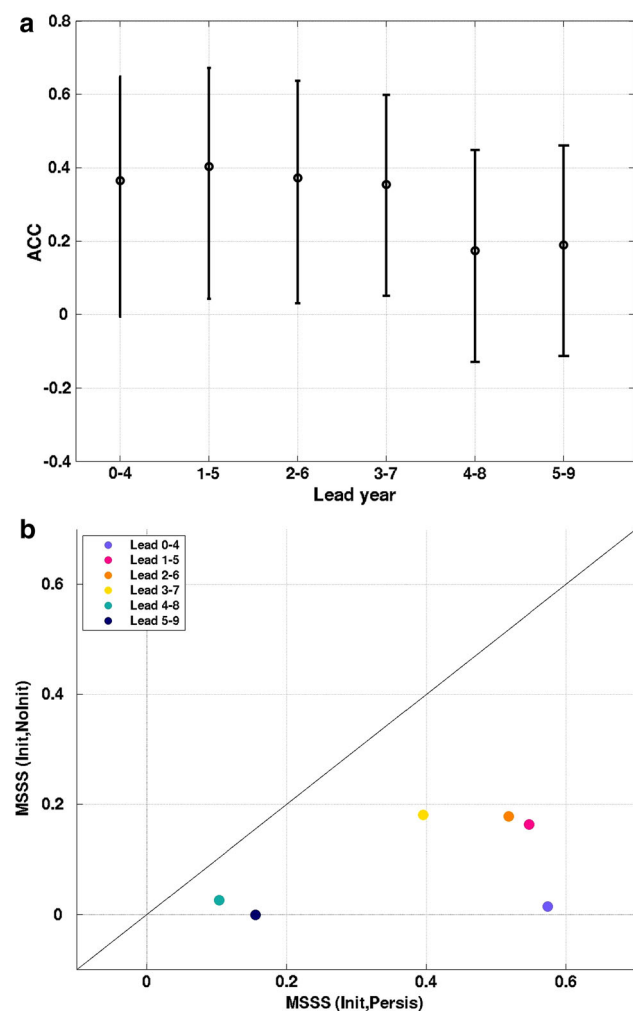 a
0.8
0.6
0.4
0.2
0
-0.2
-0.4
ACC
0-4 1-5 2-6 3-7 4-8 5-9
Lead year
b
Lead 0-4
Lead 1-5
Lead 2-6
Lead 3-7
Lead 4-8
Lead 5-9
0.6
0.4
0.2
0
MSSS (Init,NoInit)
0 0.2 0.4 0.6
MSSS (Init,Persis)